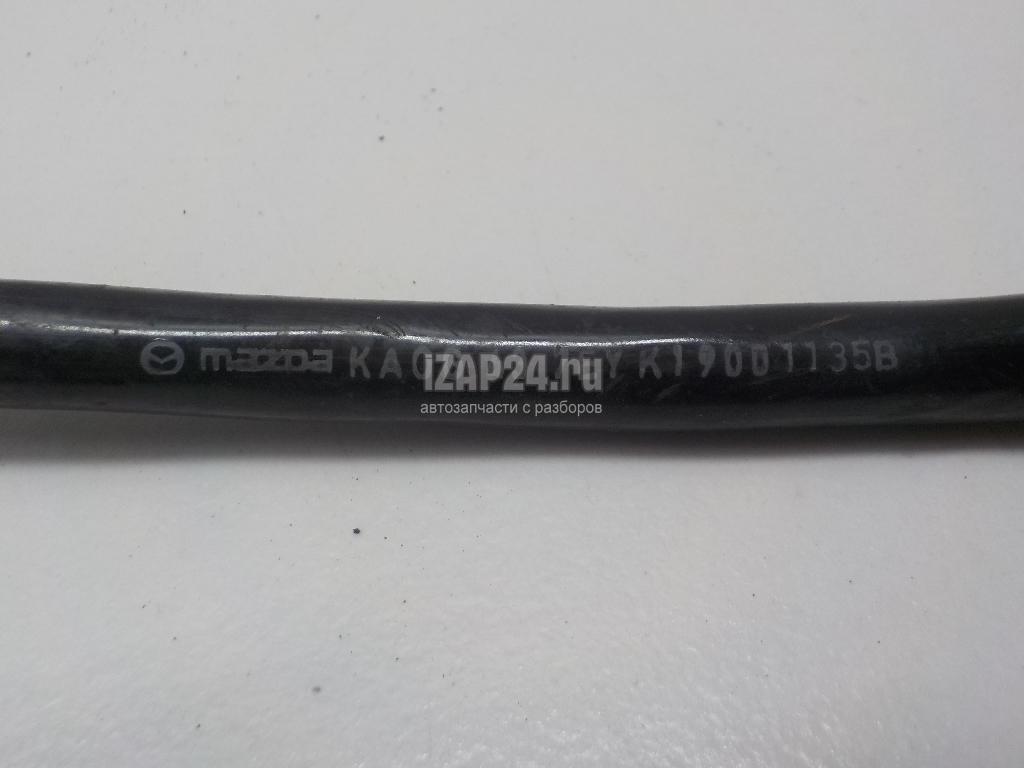 mazda K19001135B
iZAP24.ru
автозапчасти с разборов